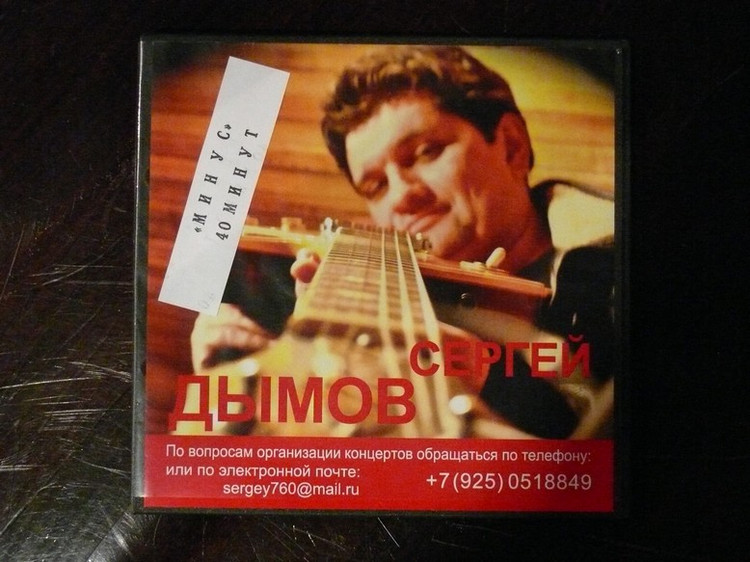 «МИНУС»
40 МИНУТ
СЕРГЕЙ
ДЫМОВ
По вопросам организации концертов обращаться по телефону:
или по электронной почте:
sergey760@mail.ru
+7(925)0518849